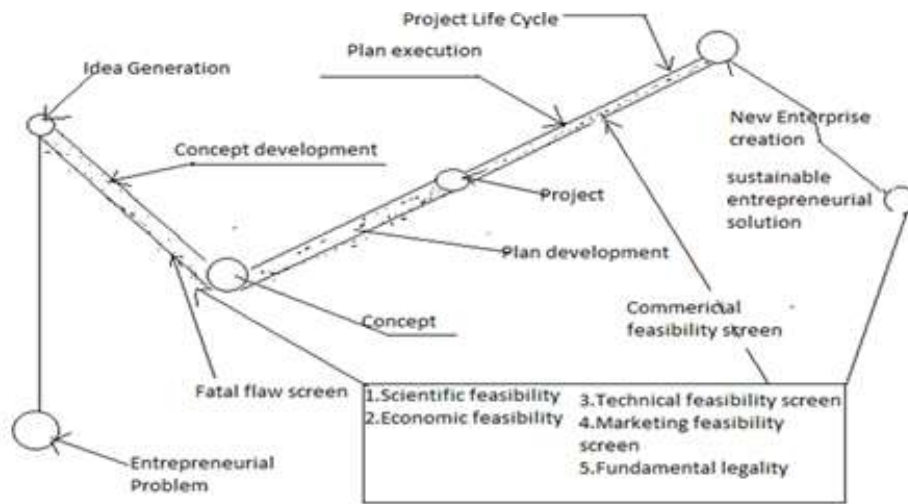 Project Life Cycle
Plan execution
Idea Generation
New Enterprise
creation
Concept development
sustainable
entrepreneurial
solution
Project
Plan development
Commericial
feasibility screen
Concept
Fatal flaw screen
1.Scientific feasibility
2.Economic feasibility
3.Technical feasibility screen
4.Marketing feasibility
screen
5.Fundamental legality
Entrepreneurial
Problem